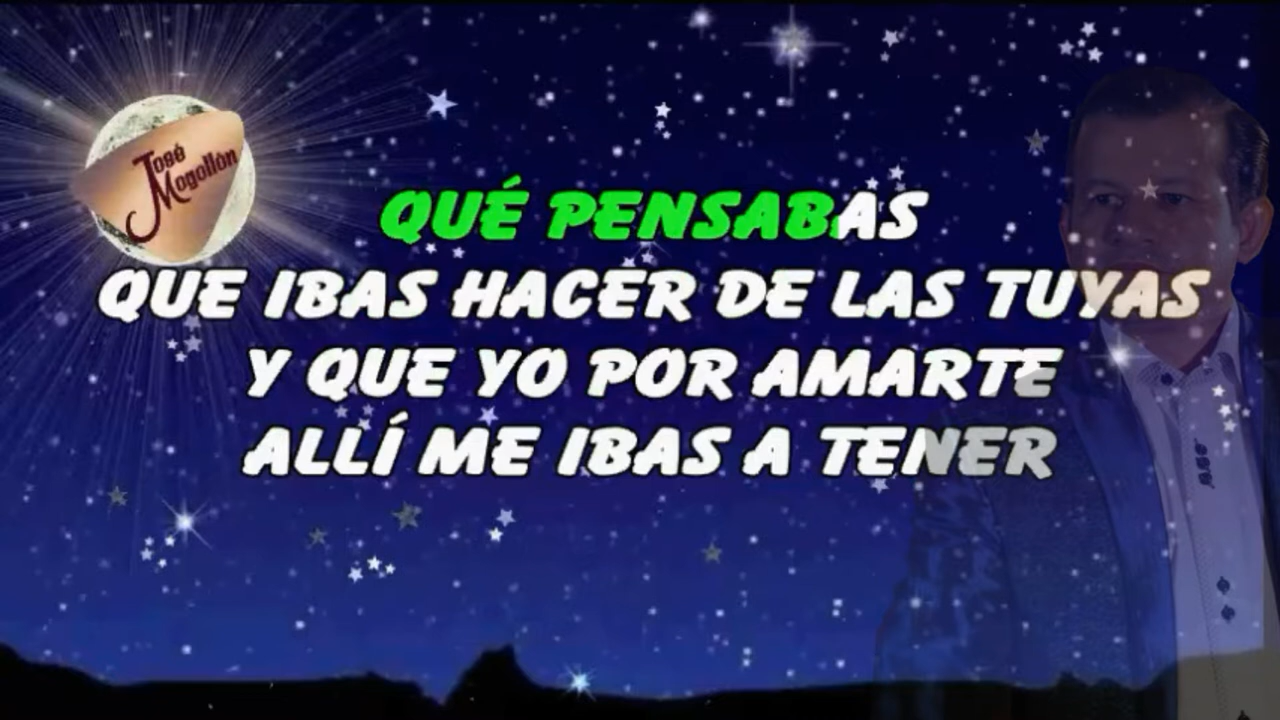 José
Mogollón
QUÉ PENSABAS
QUE IBAS HACER DE LAS TUYAS
Y QUE YO POR AMARTE
ALLÍ ME IBAS A TENER